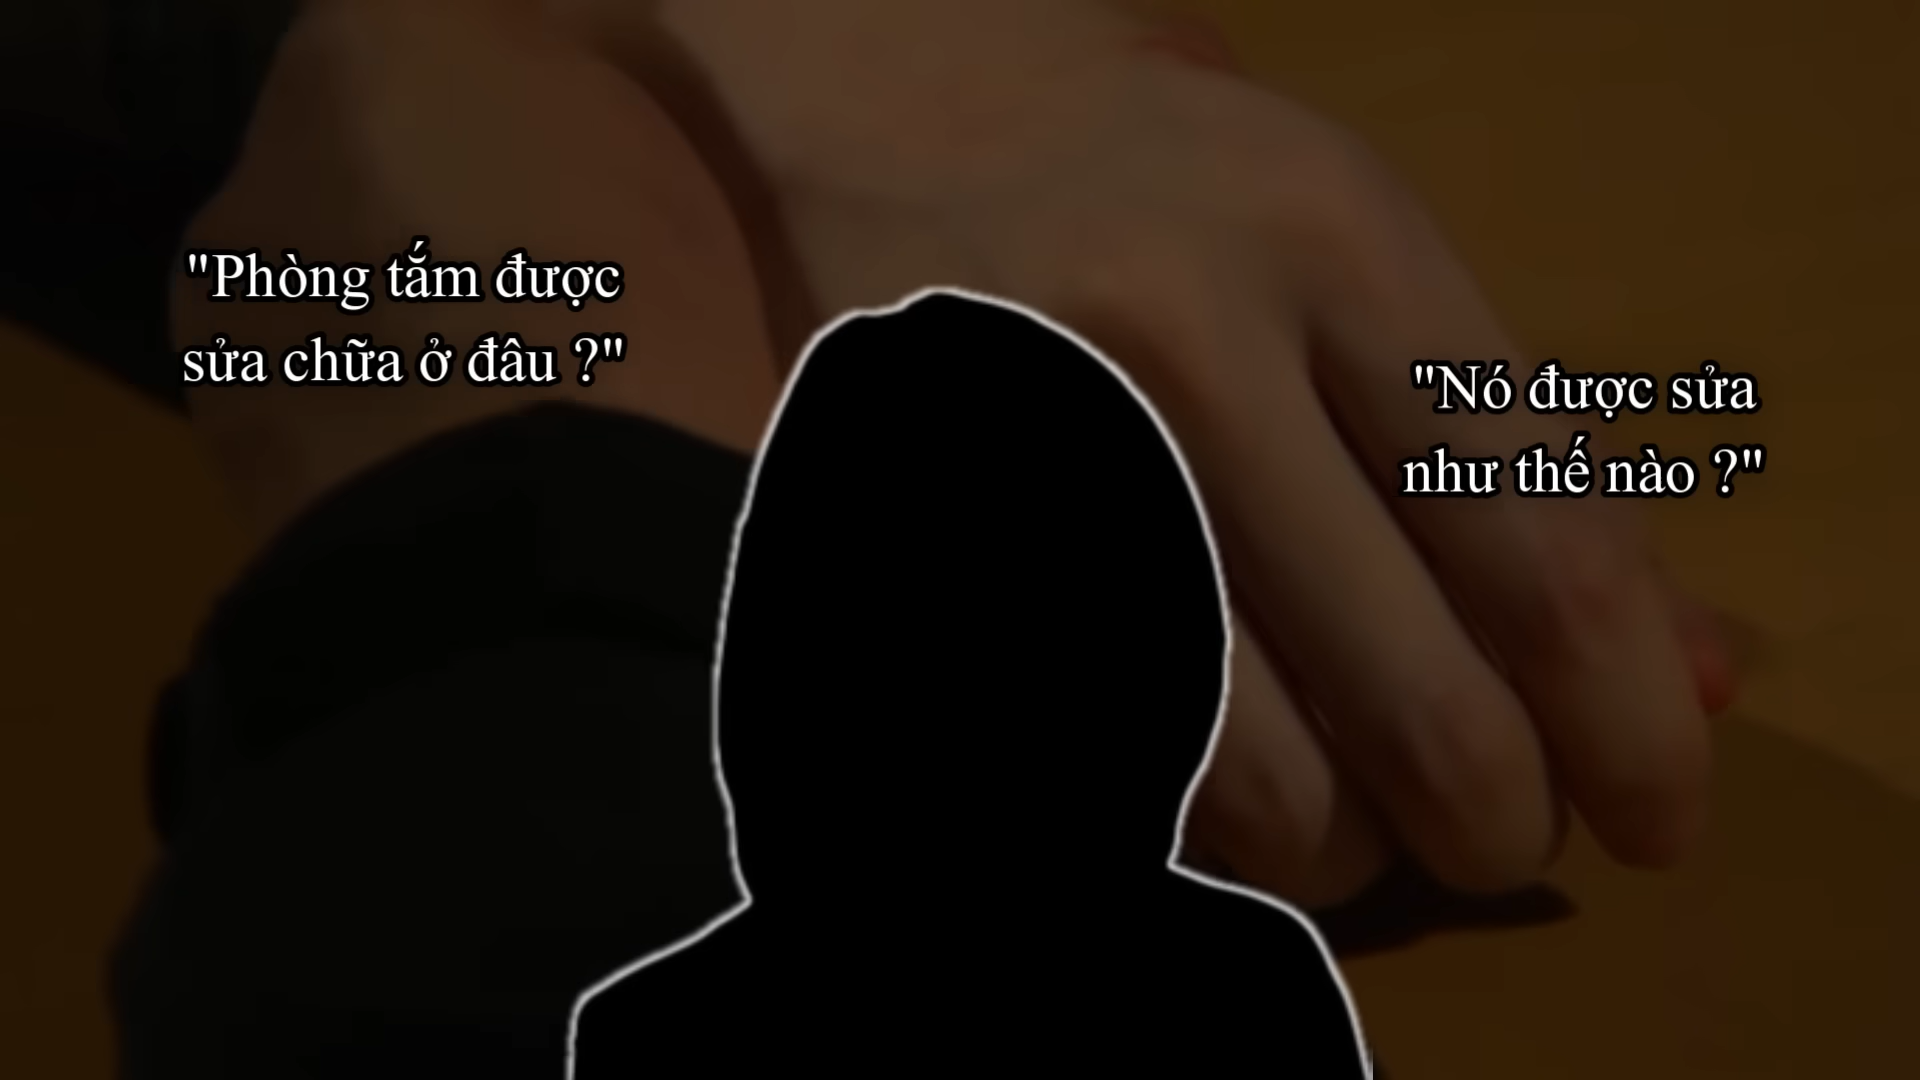 "Phòng tắm được
sửa chữa ở đâu ?"
"Nó được sửa
như thế nào ?"